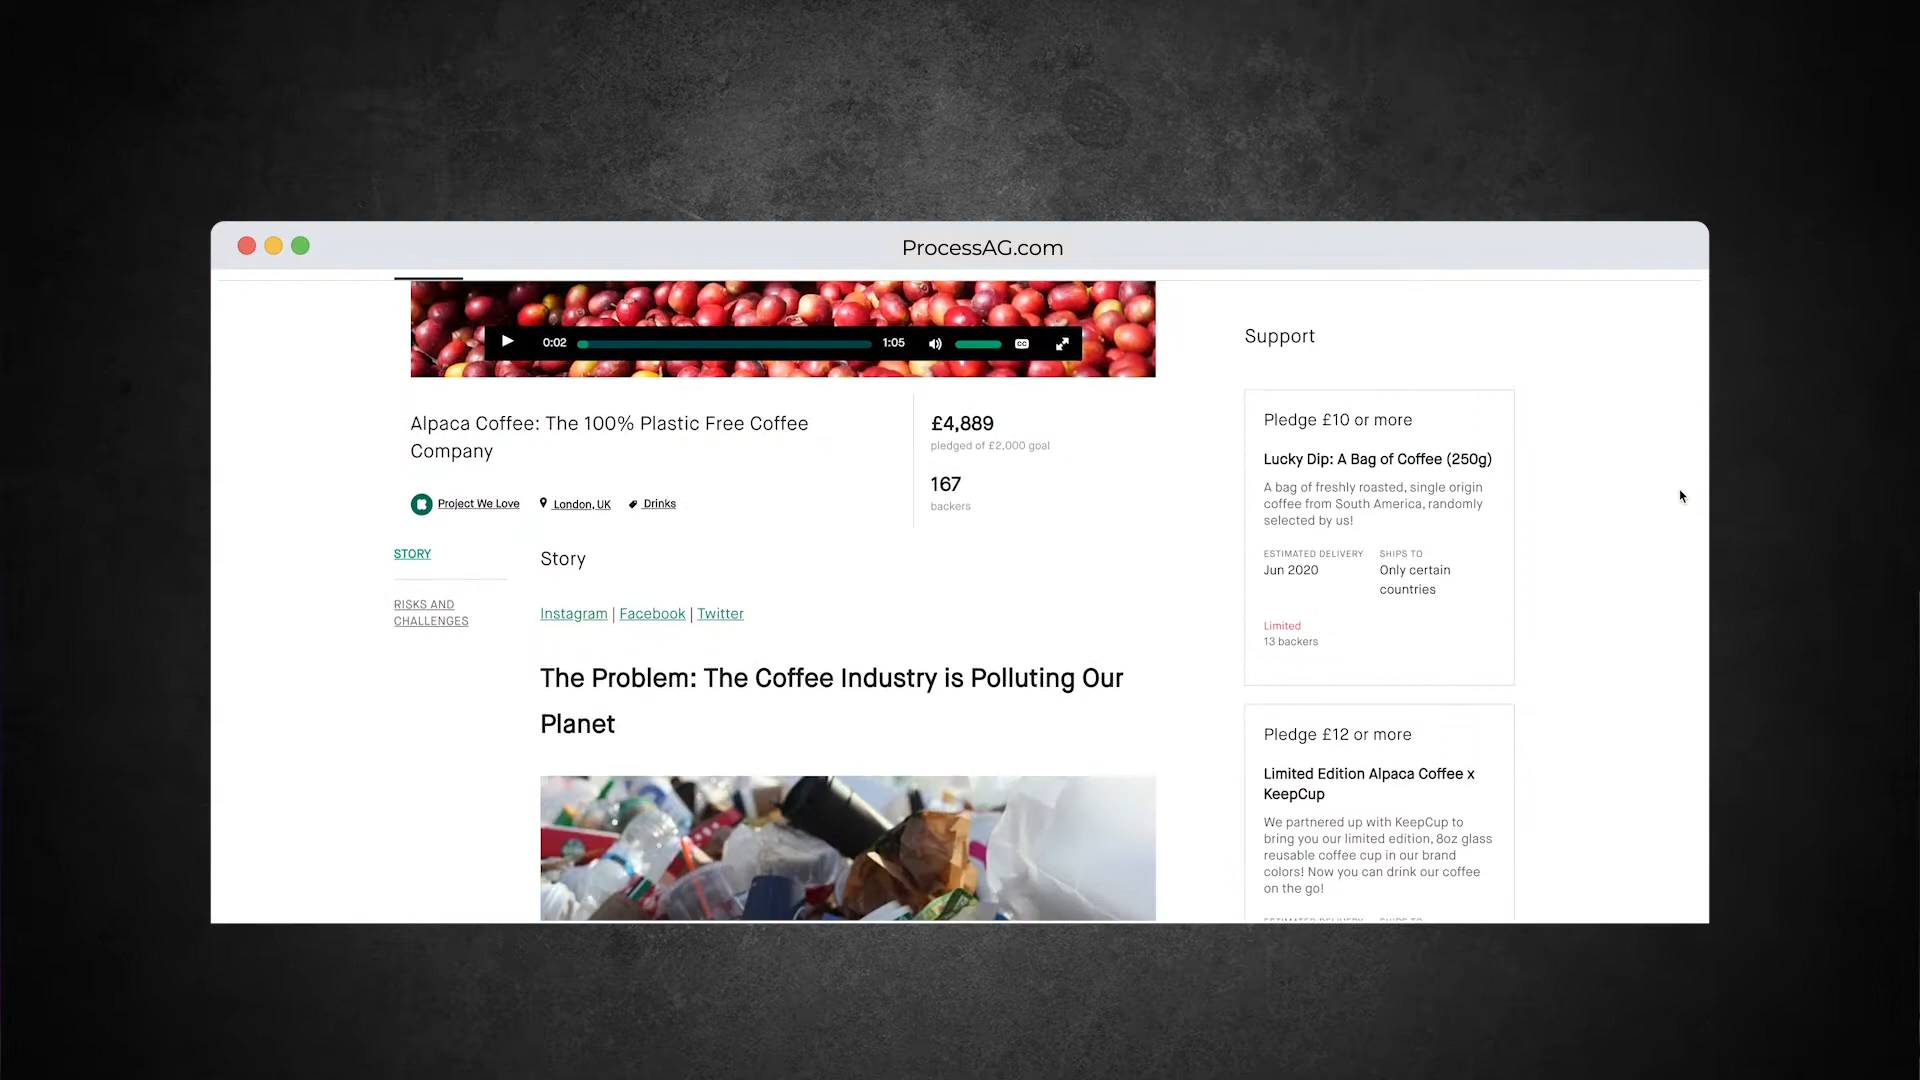 ProcessAG.com
0:02
1:05
CC
Alpaca Coffee: The 100% Plastic Free Coffee
Company
Project We Love
London, UK
Drinks
£4,889
pledged of £2,000 goal
167
backers
STORY
RISKS AND
CHALLENGES
Story
Instagram | Facebook | Twitter
The Problem: The Coffee Industry is Polluting Our
Planet
Support
Pledge £10 or more
Lucky Dip: A Bag of Coffee (250g)
A bag of freshly roasted, single origin
coffee from South America, randomly
selected by us!
ESTIMATED DELIVERY
Jun 2020
SHIPS TO
Only certain
countries
Limited
13 backers
Pledge £12 or more
Limited Edition Alpaca Coffee x
KeepCup
We partnered up with KeepCup to
bring you our limited edition, 8oz glass
reusable coffee cup in our brand
colors! Now you can drink our coffee
on the go!
ESTIMATED DELIVERY
SHIPS TO